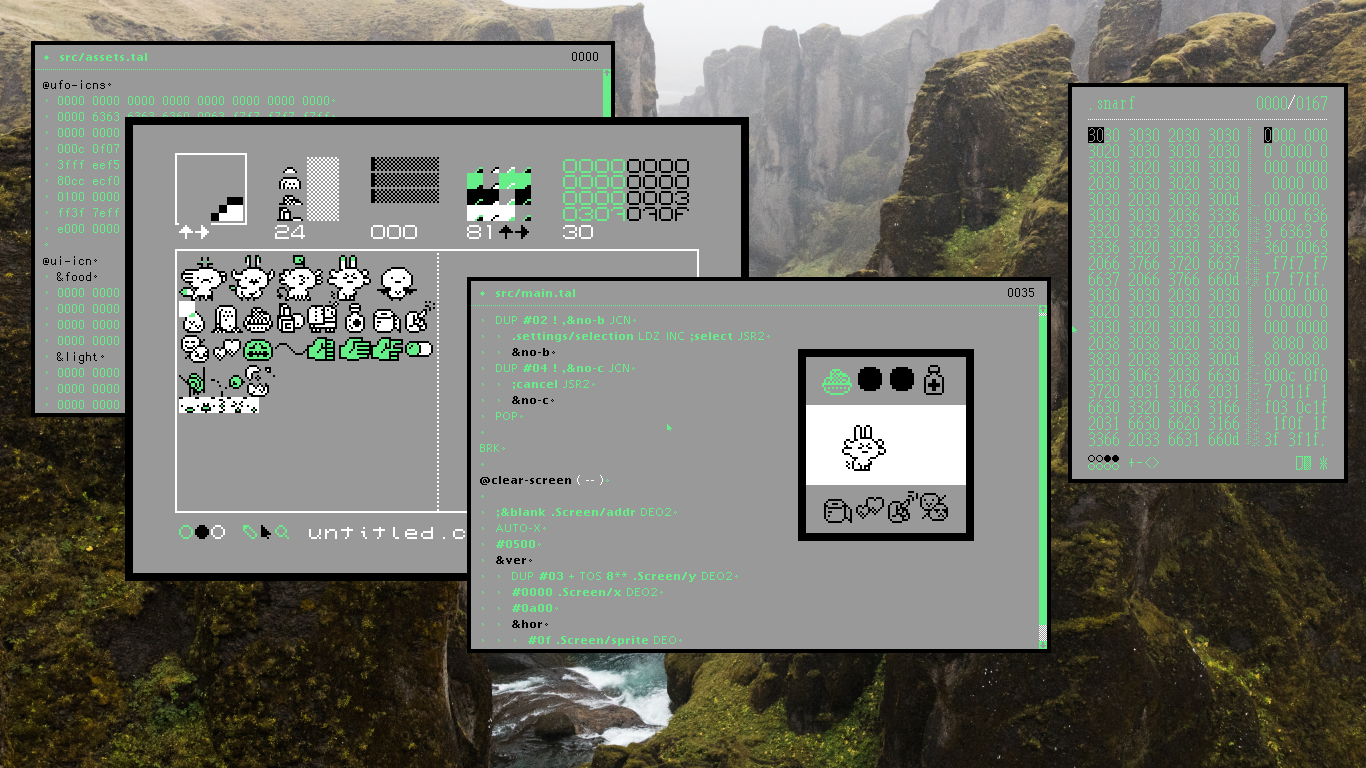 src/assets.tal 0000
@ufo-icns
0000 0000 0000 0000 0000 0000 0000 0000
0000 6363 6363 6360 0063 f7f7 f7f7 f7ff
0000 0000
000c 0f07
3fff eef5
80cc ecf0
0100 0000
ff3f 7eff
e000 0000
@ui-icn
&food
0000 0000
0000 0000
0000 0000
0000 0000
&light
0000 0000
0000 0000
0000 0000
24 000 81 30
untitled.c
src/main.tal 0035
DUP #02 ! ,&no-b JCN
.settings/selection LDZ INC ;select JSR2
&no-b
DUP #04 ! ,&no-c JCN
;cancel JSR2
&no-c
POP
BRK
@clear-screen ( -- )
;&blank .Screen/addr DEO2
AUTO-X
#0500
&ver
DUP #03 + TOS 8** .Screen/y DEO2
#0000 .Screen/x DEO2
#0a00
&hor
#0f .Screen/sprite DEO
.snarf 0000/0167
3030 3030 2030 3030 0000 000
3020 3030 3030 2030 0 0000 0
3030 3020 3030 3030 000 0000
2030 3030 3020 3030 0000 00
3030 2030 3030 300d 00 0000.
3030 3030 2036 3336 0000 636
3320 3633 3633 2036 3 6363 6
3336 3020 3030 3633 360 0063
2066 3766 3720 6637 f7f7 f7
6637 2066 3766 660d f7 f7ff.
3030 3030 2030 3030 0000 000
3020 3030 3030 2030 0 0000 0
3030 3020 3030 3030 000 0000
2038 3038 3020 3830 8080 80
3330 2038 3038 300d 80 8080.
3030 3063 2030 6630 000c 0f0
3720 3031 3166 2031 7 011f 1
6630 3320 3063 3166 f03 0c1f
2031 6630 6620 3166 1f0f 1f
3366 2033 6631 660d 3f 3f1f.
+-<>